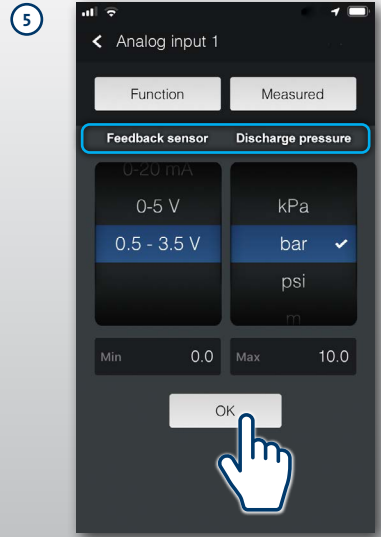 5
Analog input 1
Function Measured
Feedback sensor Discharge pressure
0-20 mA
0-5 V kPa
0.5 - 3.5 V bar
psi
m
Min 0.0 Max 10.0
OK